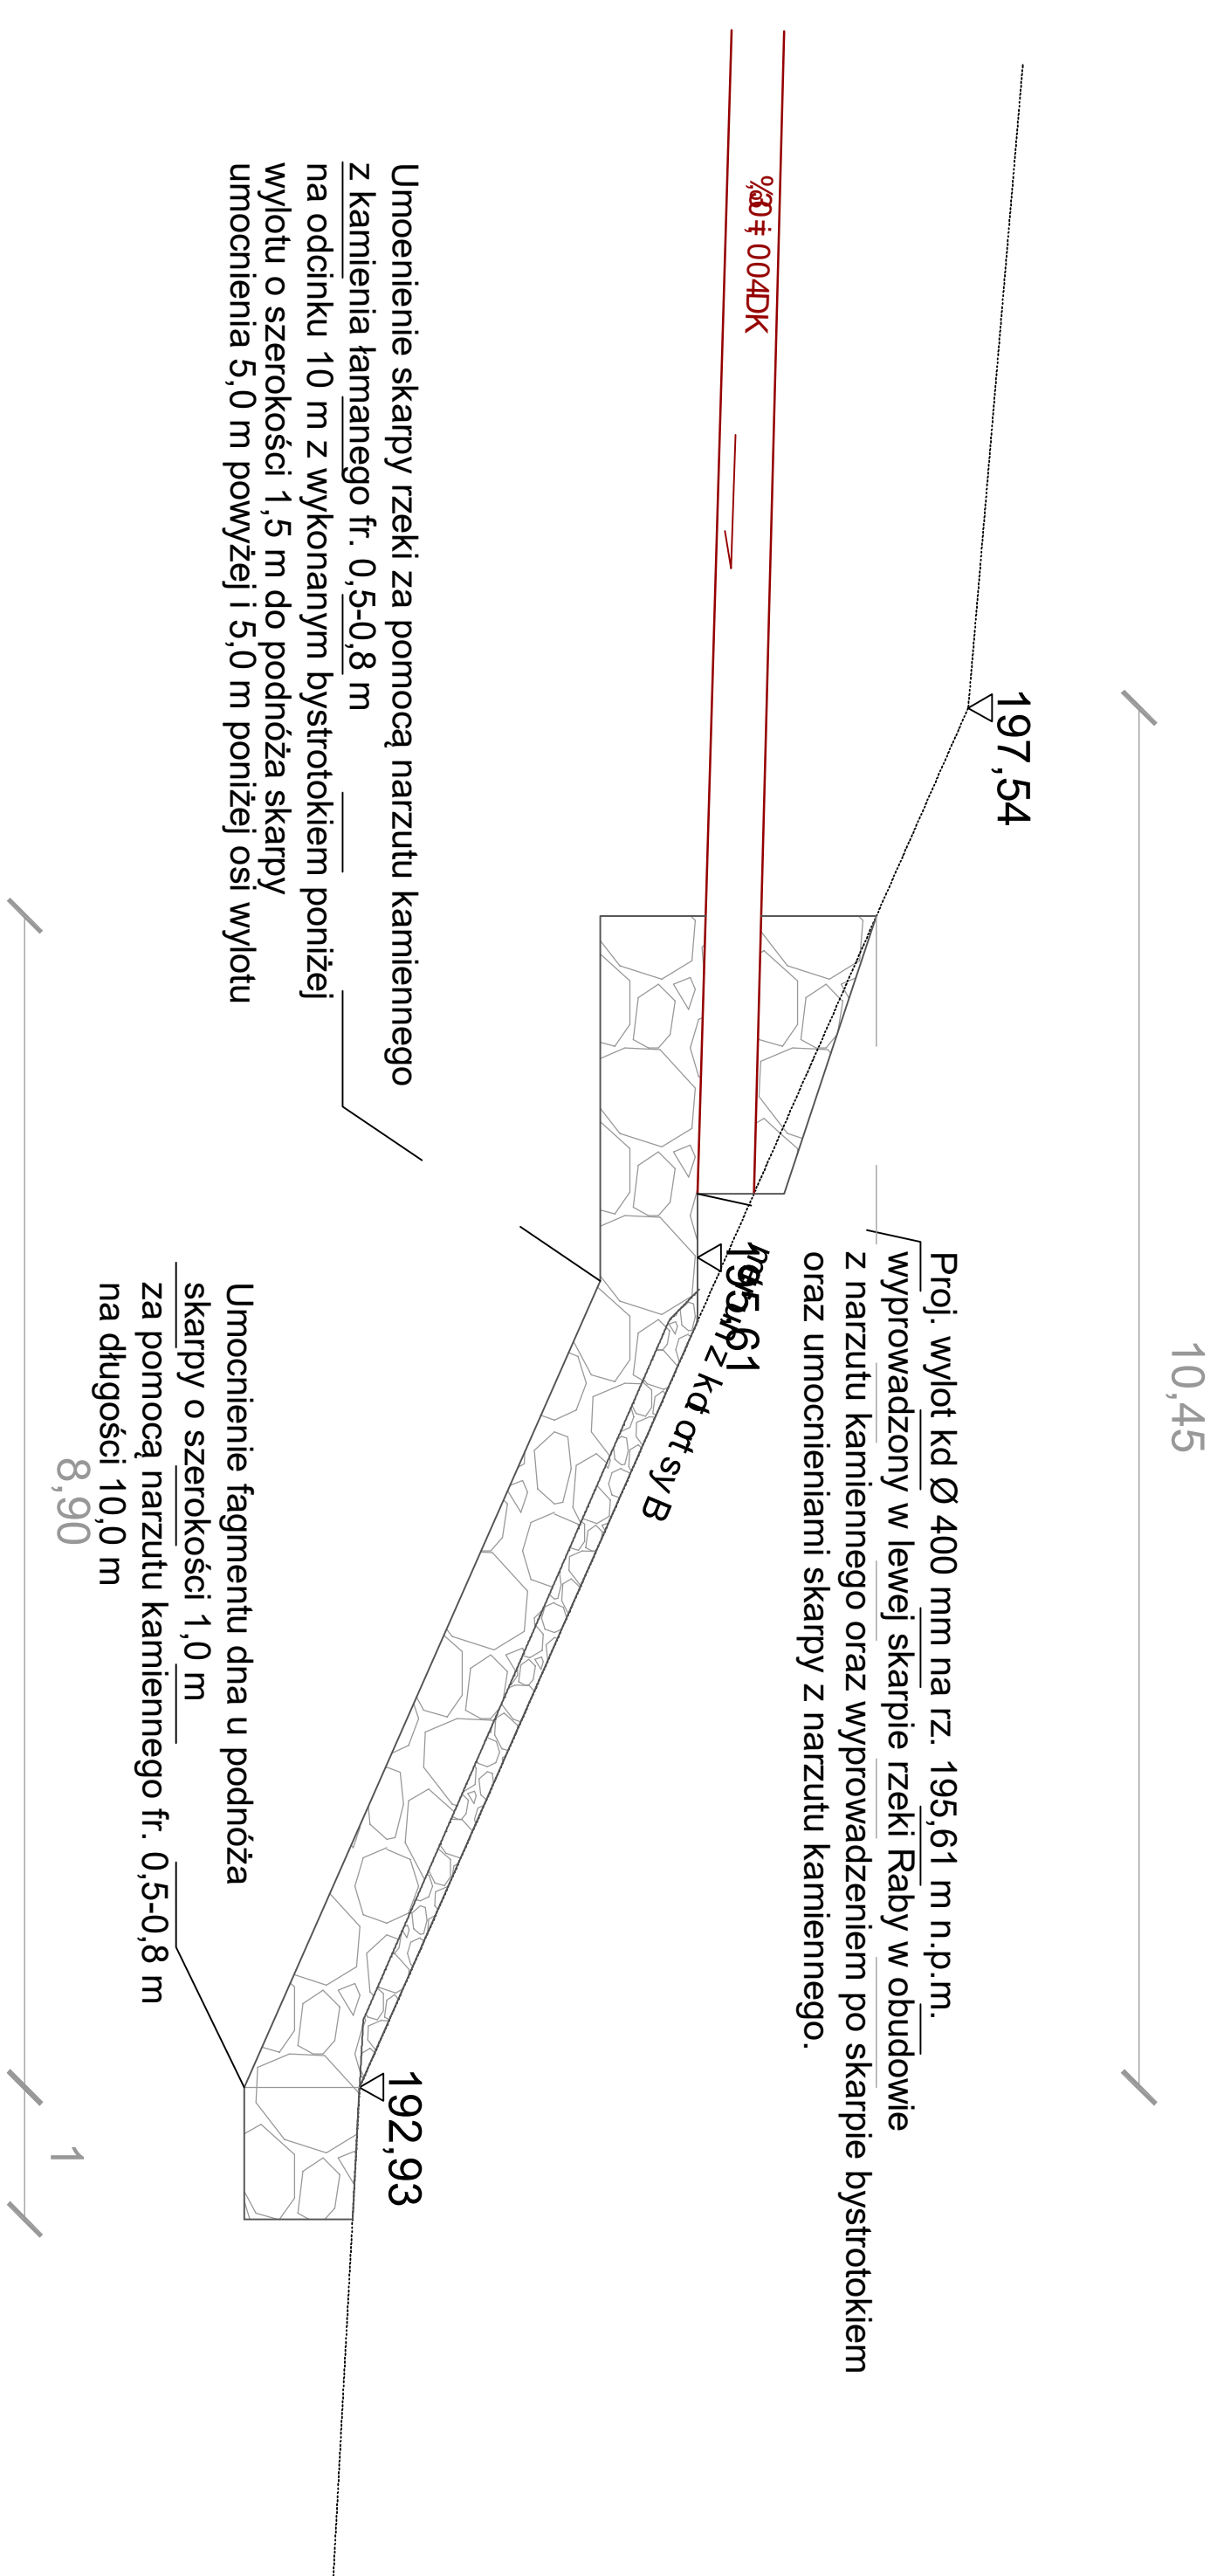 10,45
197,54
Proj. wylot kd Ø 400 mm na rz. 195,61 m n.p.m.
wyprowadzony w lewej skarpie rzeki Raby w obudowie
z narzutu kamiennego oraz wyprowadzeniem po skarpie bystrotokiem
oraz umocnieniami skarpy z narzutu kamiennego.
195,61
192,93
Umoenienie skarpy rzeki za pomocą narzutu kamiennego
z kamienia łamanego fr. 0,5-0,8 m
na odcinku 10 m z wykonanym bystrotokiem poniżej
wylotu o szerokości 1,5 m do podnóża skarpy
umocnienia 5,0 m powyżej i 5,0 m poniżej osi wylotu
Umocnienie fagmentu dna u podnóża
skarpy o szerokości 1,0 m
za pomocą narzutu kamiennego fr. 0,5-0,8 m
na długości 10,0 m
8,90
1